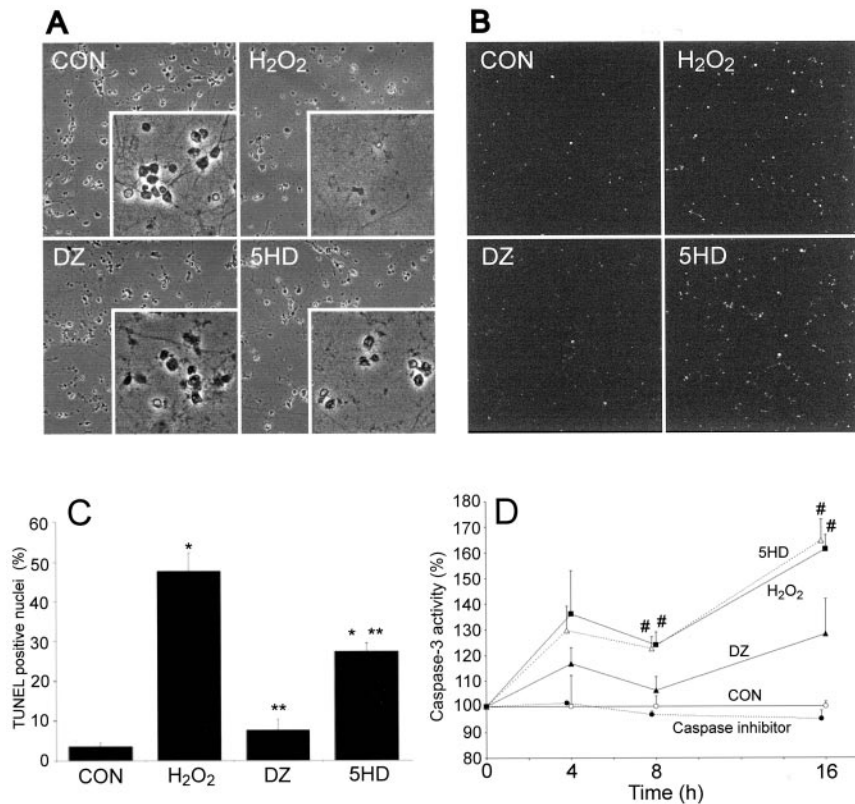 A
CON
H2O2
DZ
5HD
B
CON
H2O2
DZ
5HD
C
TUNEL positive nuclei (%)
60
50
40
30
20
10
0
*
**
* **
CON
H2O2
DZ
5HD
D
Caspase-3 activity (%)
180
170
160
150
140
130
120
110
100
90
80
# #
#
#
5HD
H2O2
DZ
CON
Caspase inhibitor
0
4
8
16
Time (h)